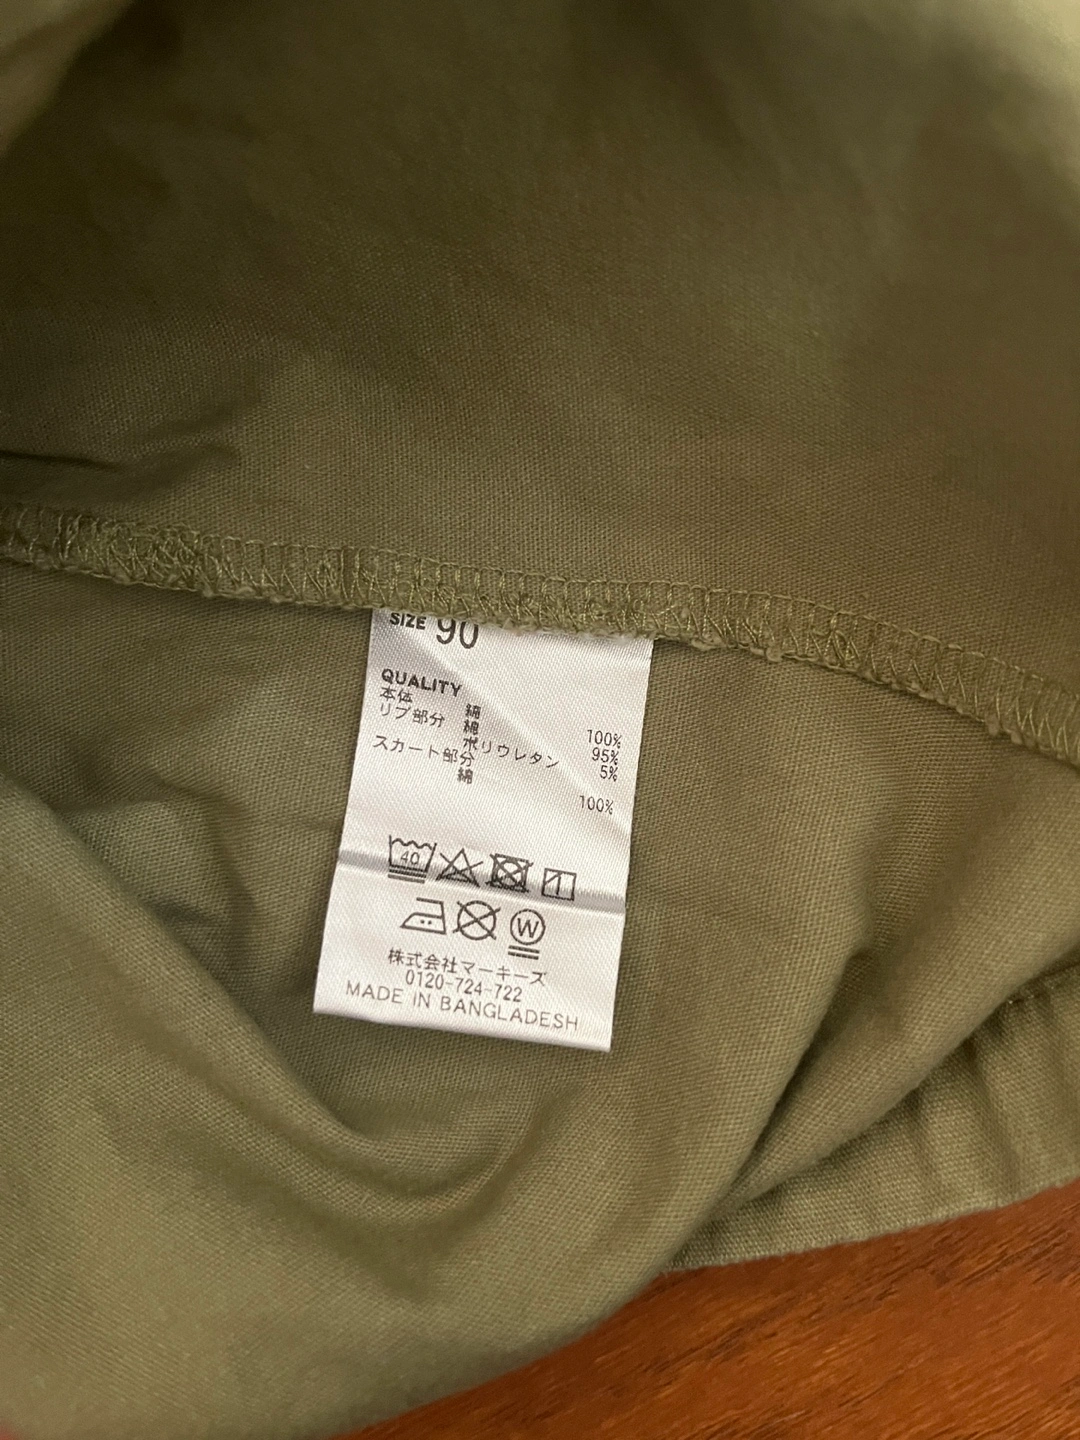 SIZE 90
QUALITY
本体 綿 100%
リブ部分 綿 95%
ポリウレタン 5%
スカート部分
綿 100%
40
W
株式会社マーキーズ
0120-724-722
MADE IN BANGLADESH